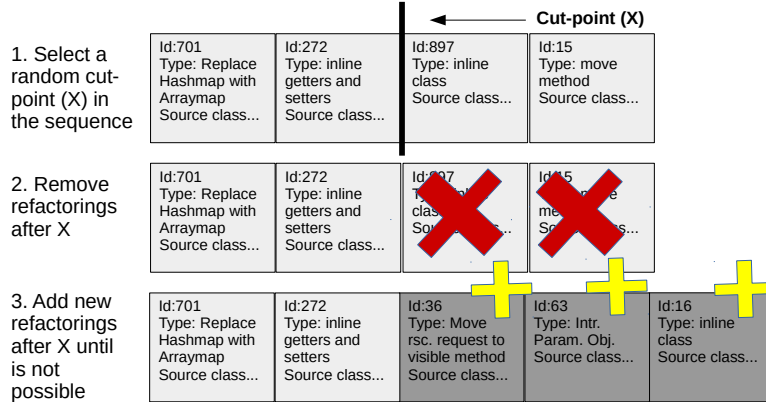 Cut-point (X)
1. Select a
random cut-
point (X) in
the sequence
Id:701
Type: Replace
Hashmap with
Arraymap
Source class...
Id:272
Type: inline
getters and
setters
Source class...
Id:897
Type: inline
class
Source class...
Id:15
Type: move
method
Source class...
2. Remove
refactorings
after X
Id:701
Type: Replace
Hashmap with
Arraymap
Source class...
Id:272
Type: inline
getters and
setters
Source class...
3. Add new
refactorings
after X until
is not
possible
Id:701
Type: Replace
Hashmap with
Arraymap
Source class...
Id:272
Type: inline
getters and
setters
Source class...
Id:36
Type: Move
rsc. request to
visible method
Source class...
Id:63
Type: Intr.
Param. Obj.
Source class...
Id:16
Type: inline
class
Source class...